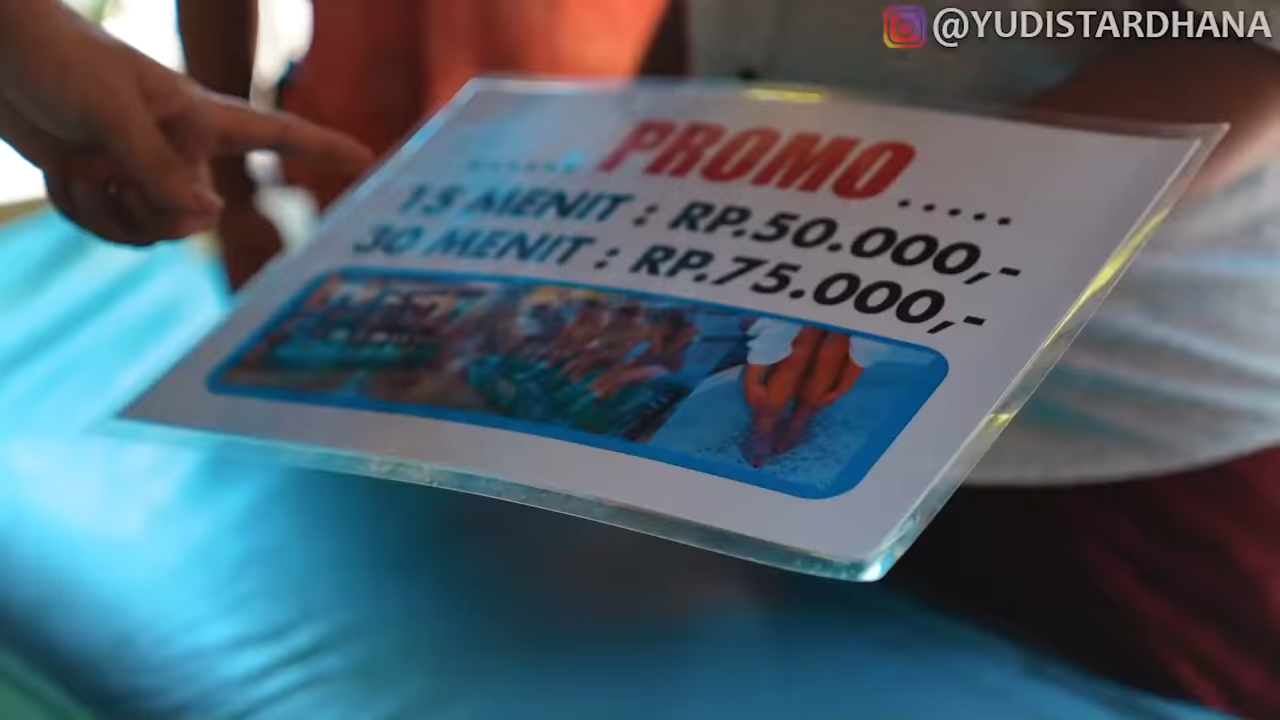 @YUDISTARDHANA
....... PROMO .....
15 MENIT : RP.50.000,-
30 MENIT : RP.75.000,-